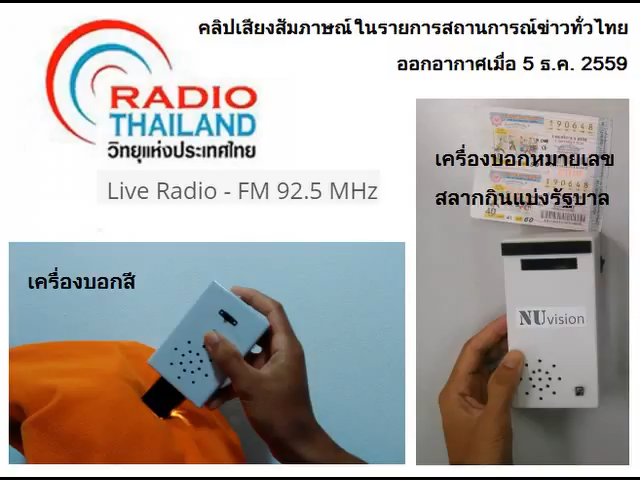 คลิปเสียงสัมภาษณ์ ในรายการสถานการณ์ข่าวทั่วไทย
ออกอากาศเมื่อ 5 ธ.ค. 2559
RADIO
THAILAND
วิทยุแห่งประเทศไทย
Live Radio - FM 92.5 MHz
เครื่องบอกสี
190648
เครื่องบอกหมายเลข
190648
สลากกินแบ่งรัฐบาล
NUvision